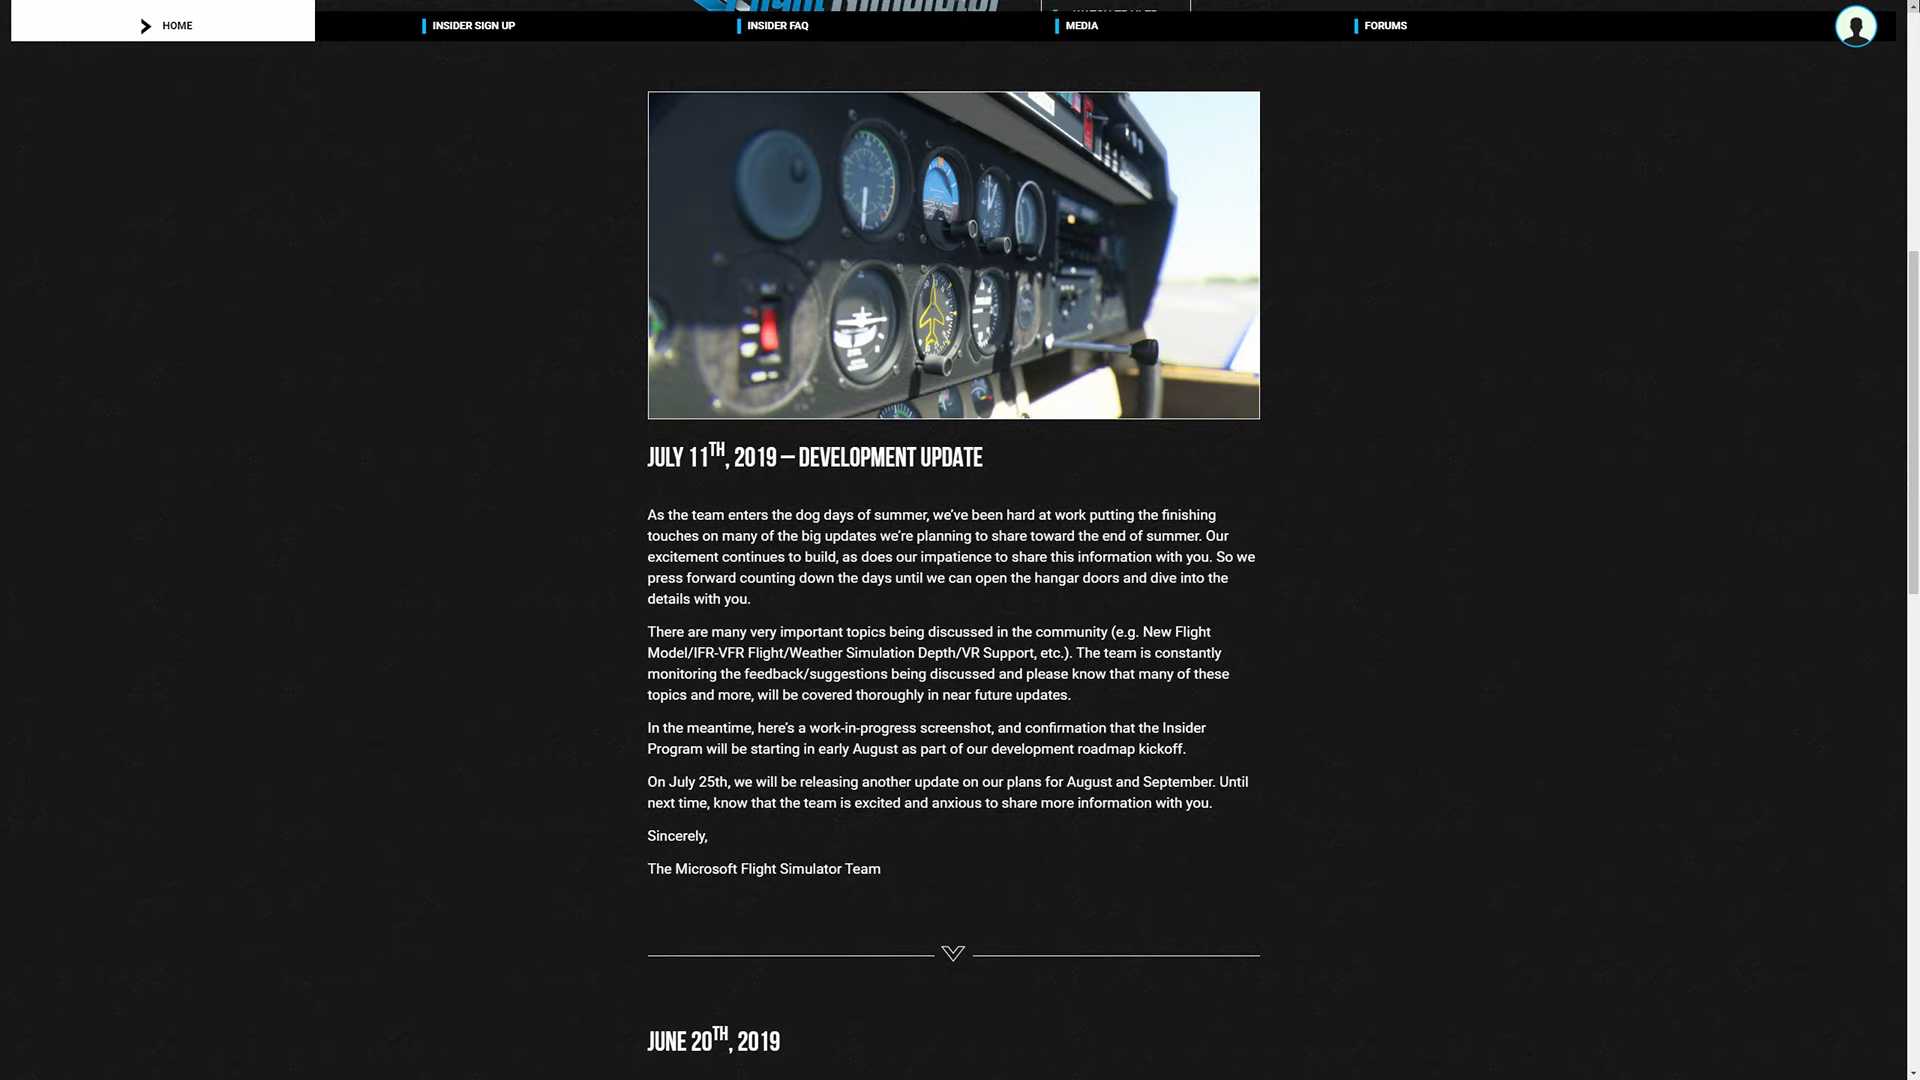 Flight Simulator
HOME
INSIDER SIGN UP
INSIDER FAQ
MEDIA
FORUMS
JULY 11TH, 2019 – DEVELOPMENT UPDATE
As the team enters the dog days of summer, we've been hard at work putting the finishing
touches on many of the big updates we're planning to share toward the end of summer. Our
excitement continues to build, as does our impatience to share this information with you. So we
press forward counting down the days until we can open the hangar doors and dive into the
details with you.
There are many very important topics being discussed in the community (e.g. New Flight
Model/IFR-VFR Flight/Weather Simulation Depth/VR Support, etc.). The team is constantly
monitoring the feedback/suggestions being discussed and please know that many of these
topics and more, will be covered thoroughly in near future updates.
In the meantime, here's a work-in-progress screenshot, and confirmation that the Insider
Program will be starting in early August as part of our development roadmap kickoff.
On July 25th, we will be releasing another update on our plans for August and September. Until
next time, know that the team is excited and anxious to share more information with you.
Sincerely,
The Microsoft Flight Simulator Team
JUNE 20TH, 2019